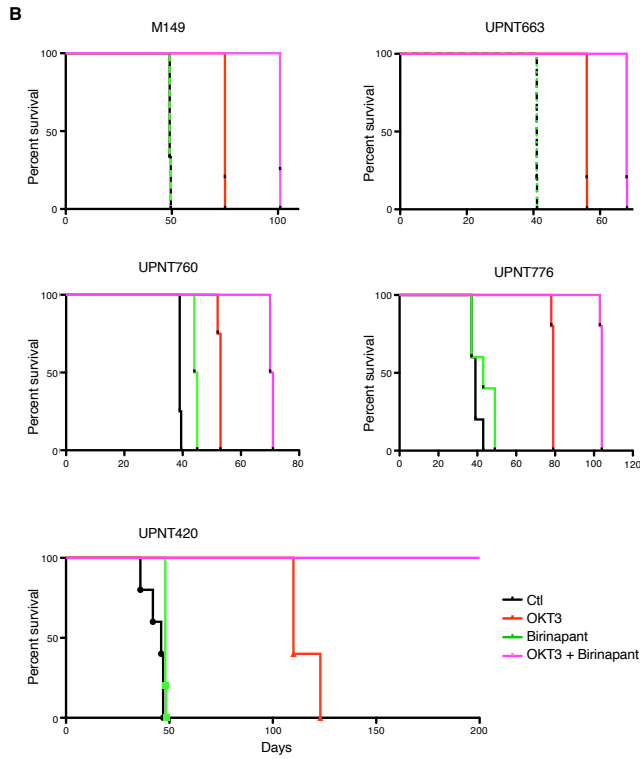 B
M149
UPNT663
100
50
0
Percent survival
0
50
100
100
50
0
Percent survival
0
20
40
60
UPNT760
UPNT776
100
50
0
Percent survival
0
20
40
60
80
100
50
0
Percent survival
0
20
40
60
80
100
120
UPNT420
100
50
0
Percent survival
0
50
100
150
200
Days
Ctl
OKT3
Birinapant
OKT3 + Birinapant